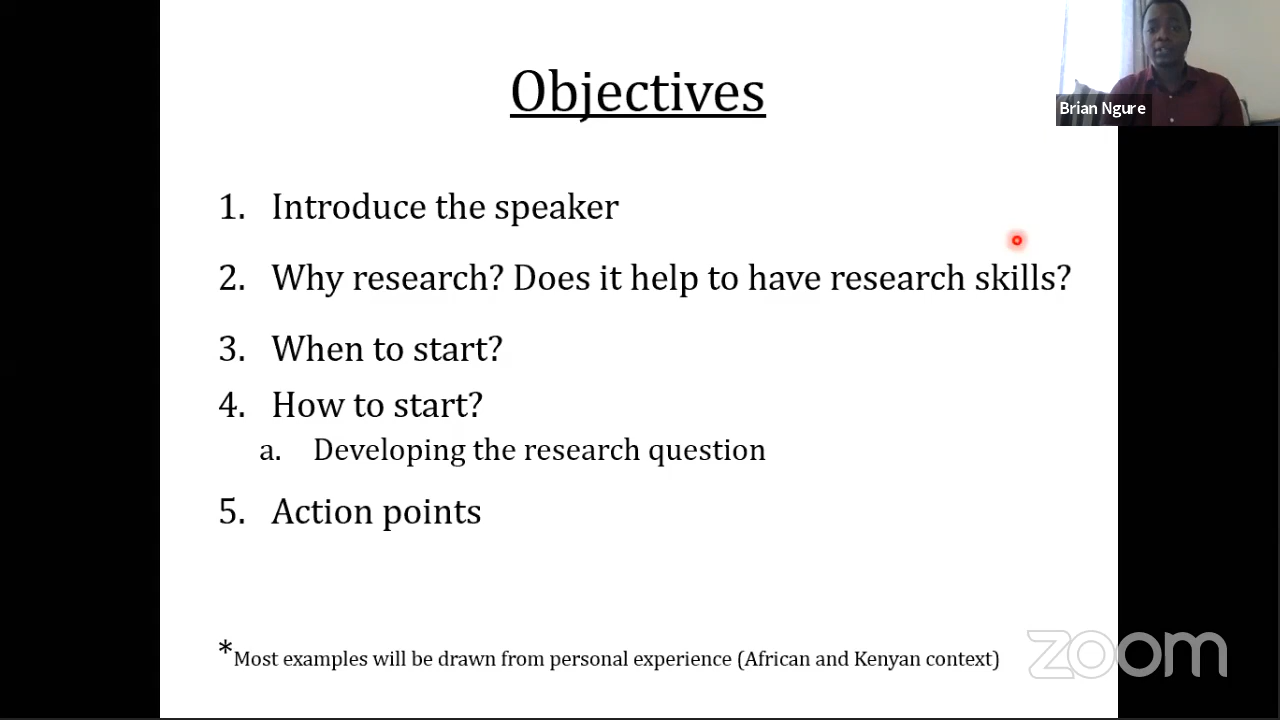 Objectives
Brian Ngure
1. Introduce the speaker
2. Why research? Does it help to have research skills?
3. When to start?
4. How to start?
a. Developing the research question
5. Action points
*Most examples will be drawn from personal experience (African and Kenyan context)
zoom